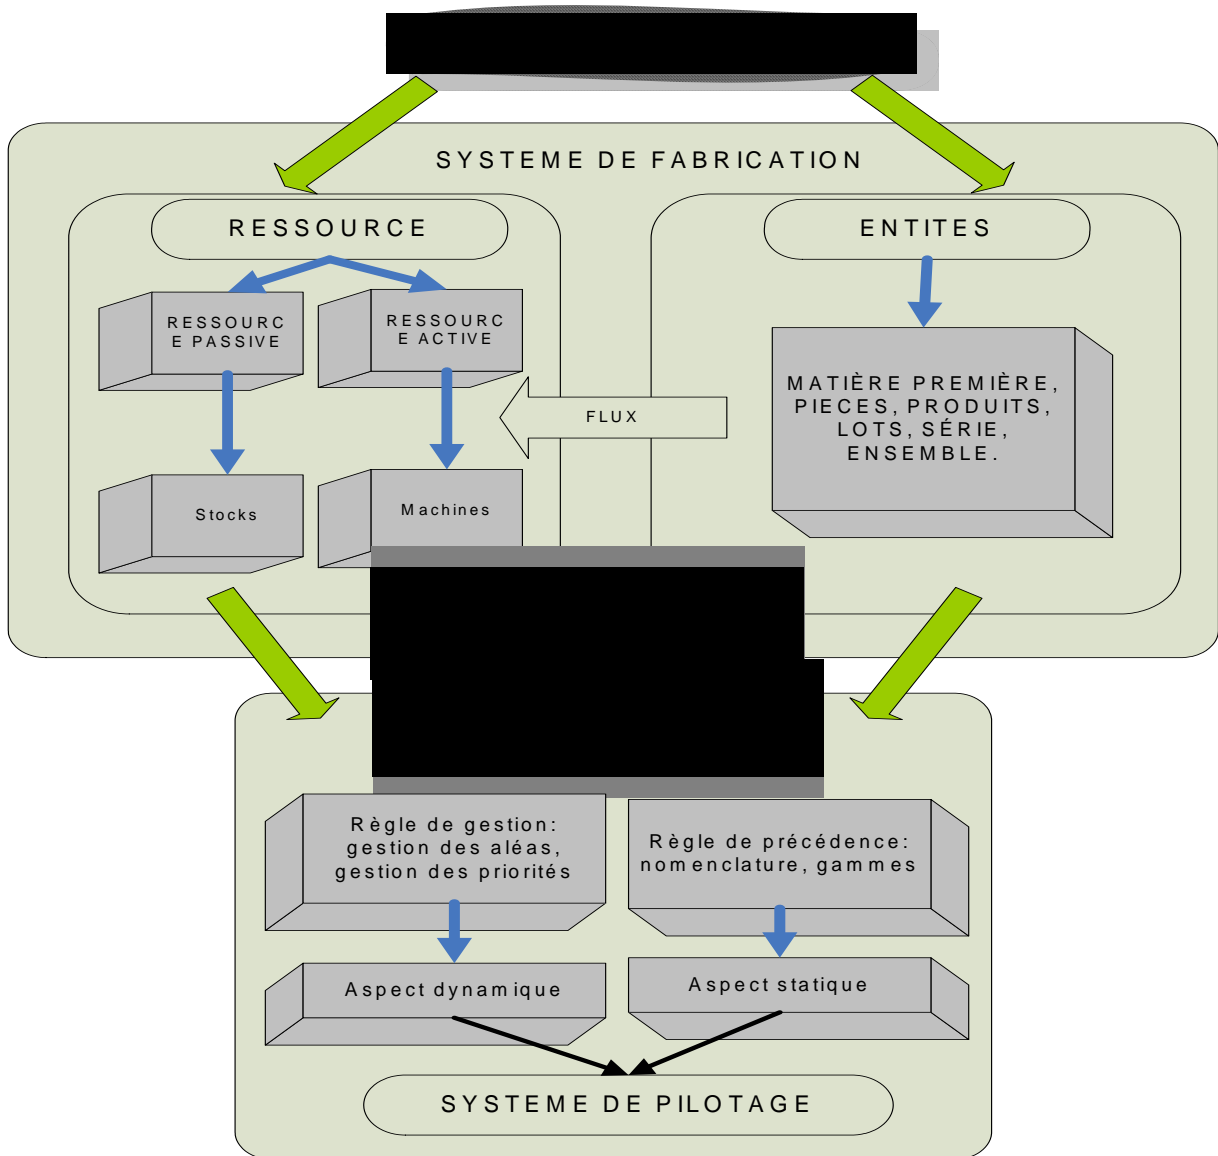 SYSTEME DE FABRICATION
RESSOURCE
ENTITES
RESSOURC
E PASSIVE
RESSOURC
E ACTIVE
MATIÈRE PREMIÈRE,
PIECES, PRODUITS,
LOTS, SÉRIE,
ENSEMBLE.
FLUX
Stocks
Machines
Règle de gestion:
gestion des aléas,
gestion des priorités
Règle de précédence:
nomenclature, gammes
Aspect dynamique
Aspect statique
SYSTEME DE PILOTAGE